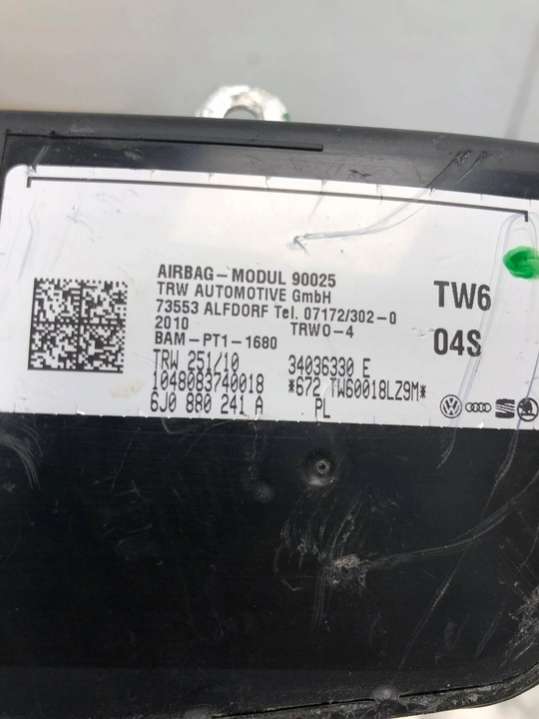 AIRBAG-MODUL 90025
TRW AUTOMOTIVE GmbH
73553 ALFDORF Tel. 07172/302-0
2010 TRWO-4
BAM-PT1-1680
TRW 251/10 34036330 E
1048083740018 *672 TW60018LZ9M*
6J0 880 241 A PL
TW6
04S